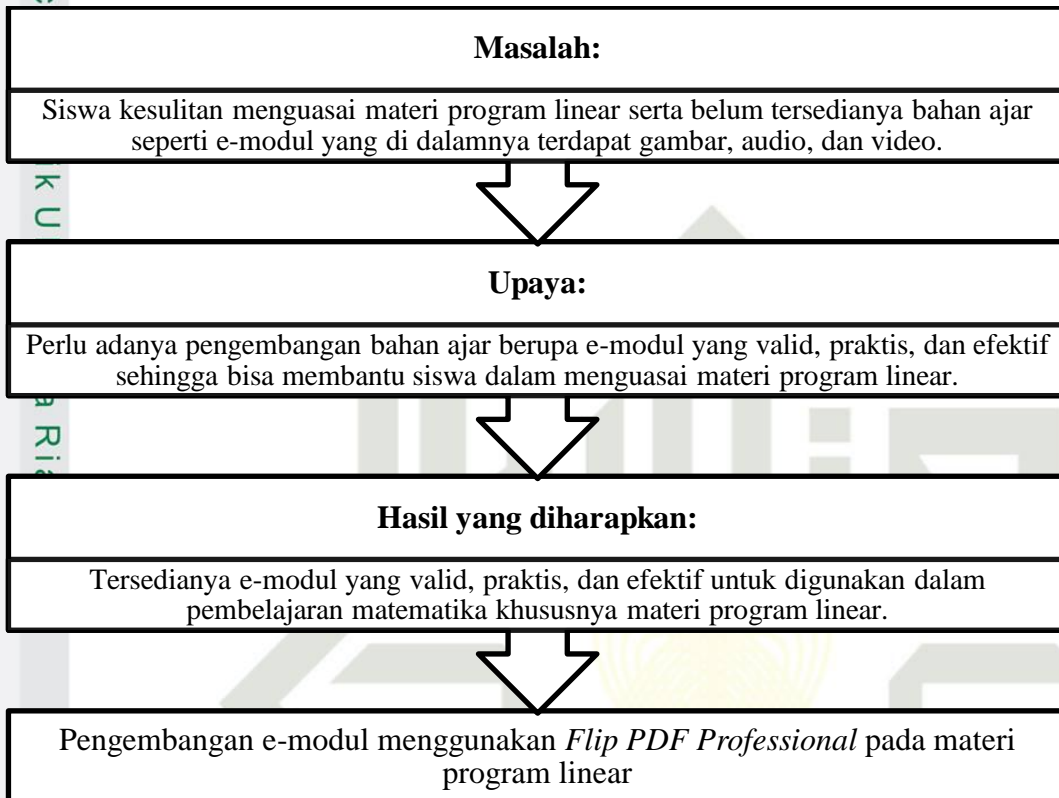 Masalah:
Siswa kesulitan menguasai materi program linear serta belum tersedianya bahan ajar
seperti e-modul yang di dalamnya terdapat gambar, audio, dan video.
ik U
Upaya:
Perlu adanya pengembangan bahan ajar berupa e-modul yang valid, praktis, dan efektif
sehingga bisa membantu siswa dalam menguasai materi program linear.
a Ria
Hasil yang diharapkan:
Tersedianya e-modul yang valid, praktis, dan efektif untuk digunakan dalam
pembelajaran matematika khususnya materi program linear.
Pengembangan e-modul menggunakan Flip PDF Professional pada materi
program linear